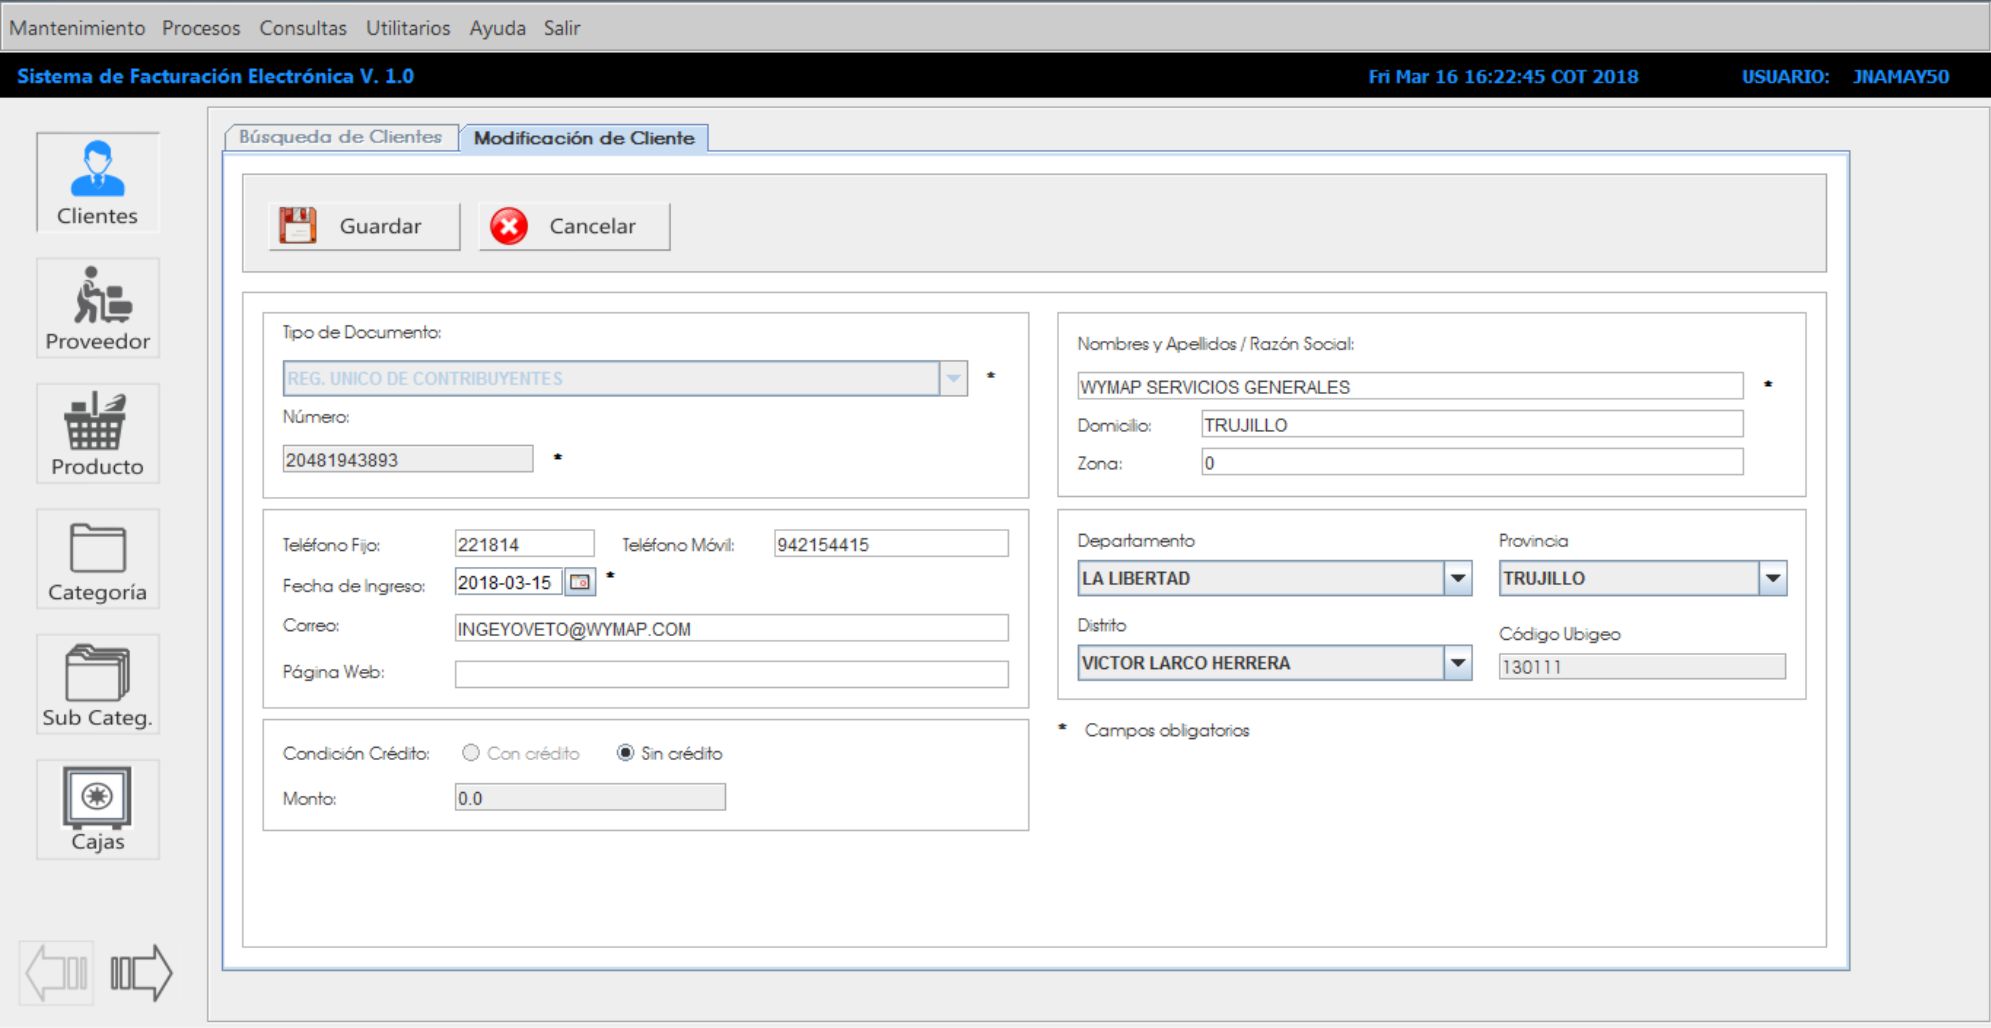 Mantenimiento Procesos Consultas Utilitarios Ayuda Salir
Sistema de Facturación Electrónica V. 1.0 Fri Mar 16 16:22:45 COT 2018 USUARIO: JNAMAY50
Clientes
Proveedor
Producto
Categoría
Sub Categ.
Cajas
Búsqueda de Clientes Modificación de Cliente
Guardar Cancelar
Tipo de Documento:
REG. UNICO DE CONTRIBUYENTES *
Número:
20481943893 *
Nombres y Apellidos / Razón Social:
WYMAP SERVICIOS GENERALES *
Domicilio: TRUJILLO
Zona: 0
Teléfono Fijo: 221814 Teléfono Móvil: 942154415
Fecha de Ingreso: 2018-03-15 *
Correo: INGEYOVETO@WYMAP.COM
Página Web:
Departamento Provincia
LA LIBERTAD TRUJILLO
Distrito Código Ubigeo
VICTOR LARCO HERRERA 130111
Condición Crédito: Con crédito Sin crédito
Monto: 0.0
* Campos obligatorios